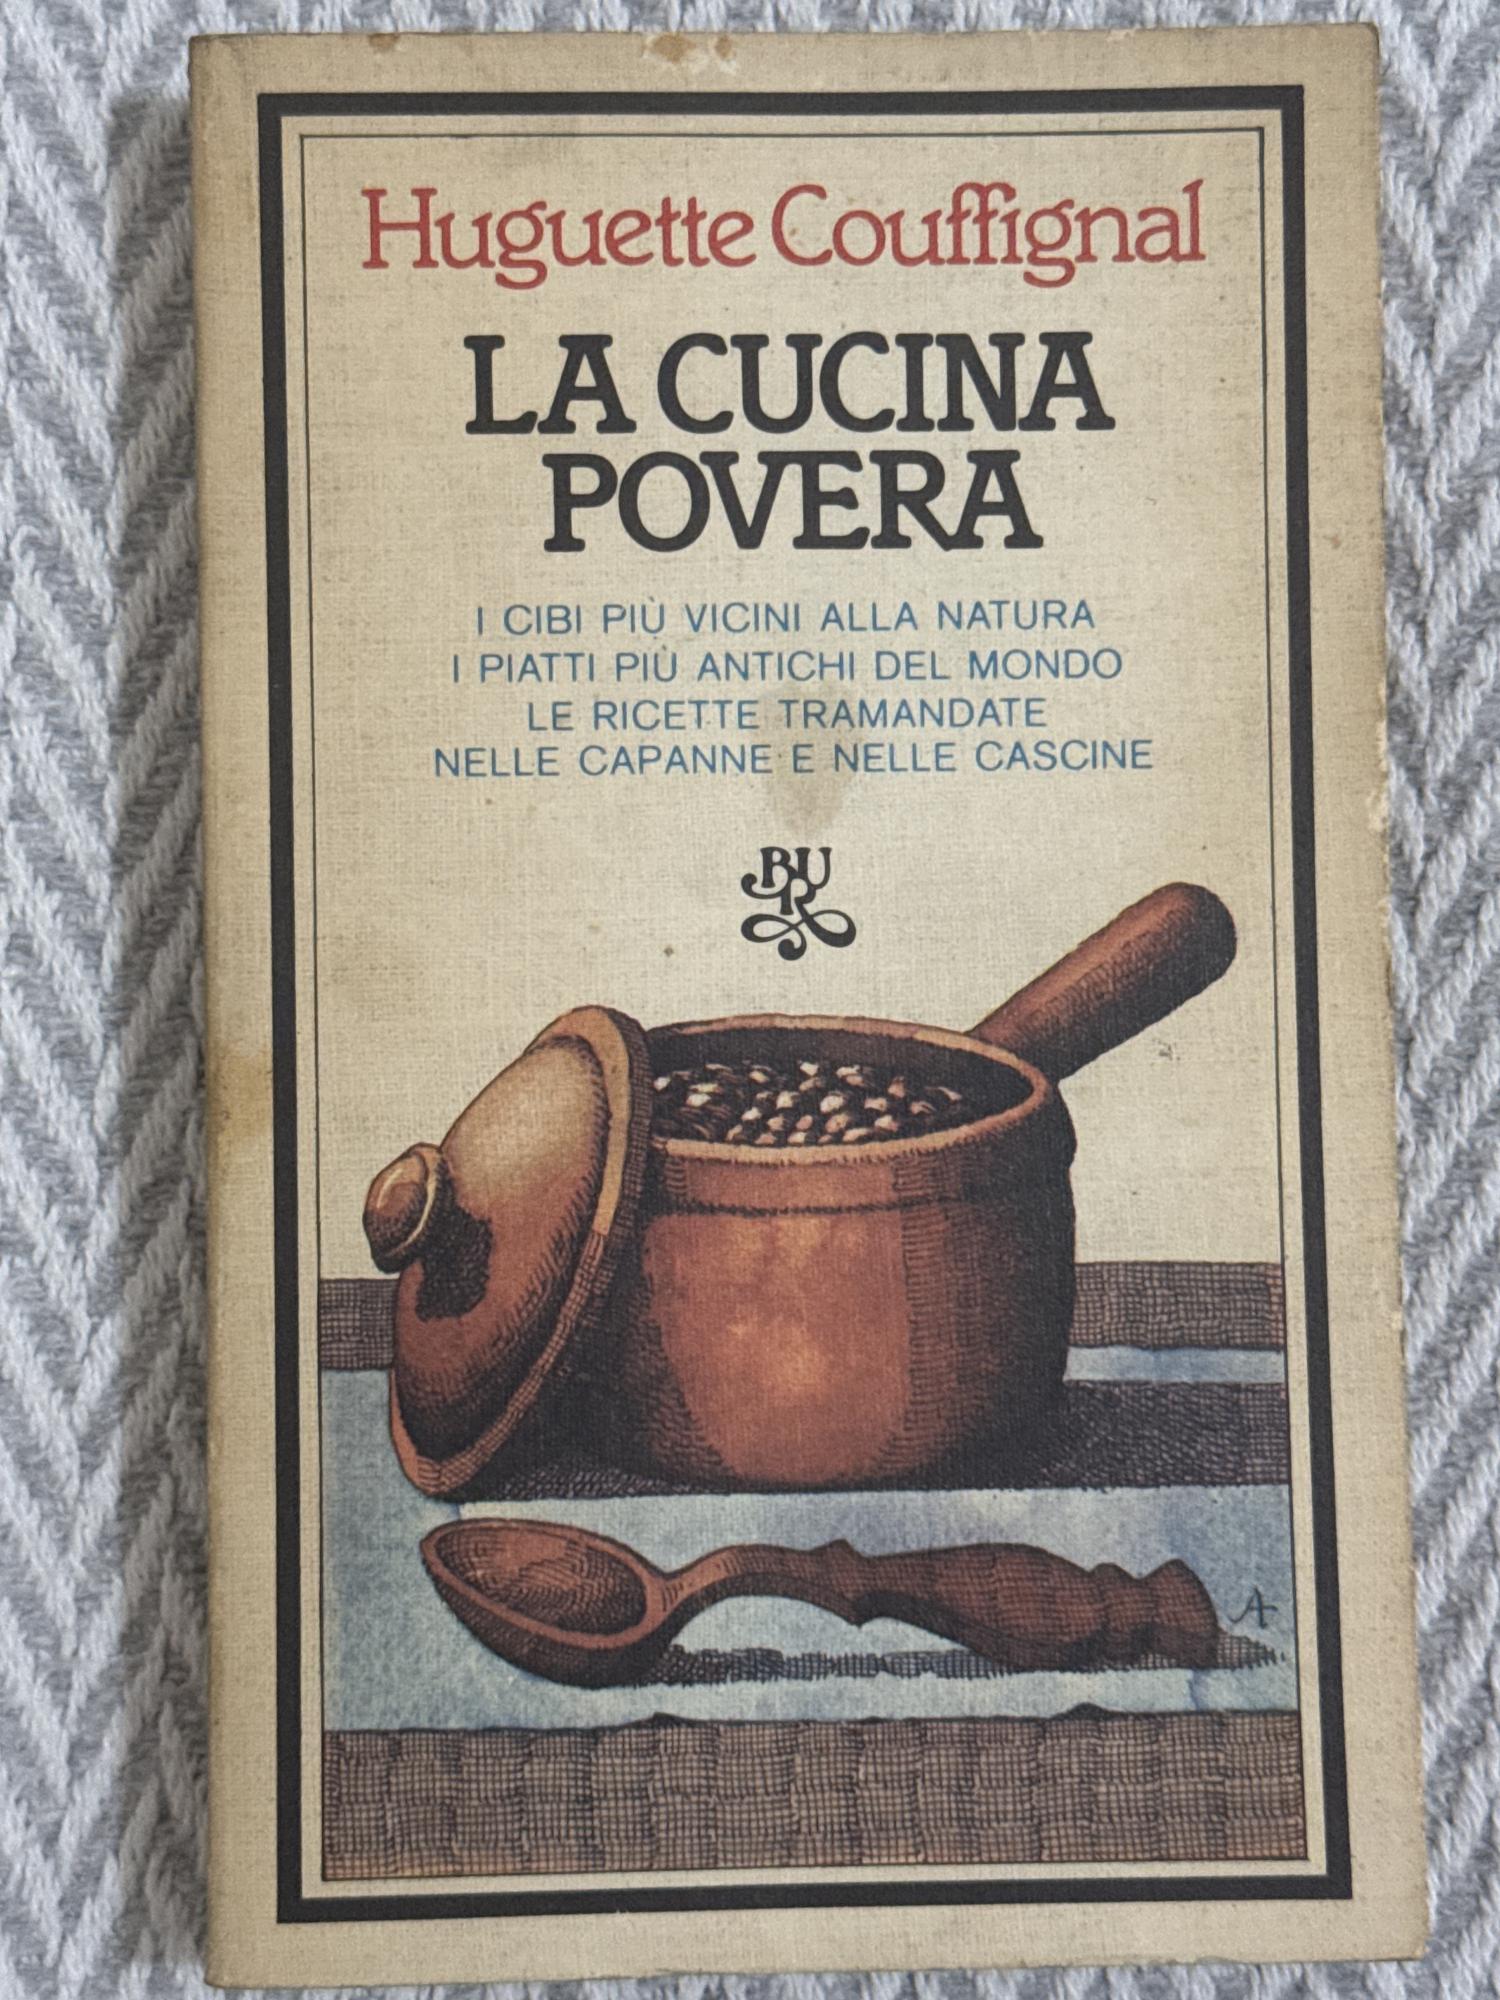 Huguette Couffignal
LA CUCINA
POVERA
I CIBI PIÙ VICINI ALLA NATURA
I PIATTI PIÙ ANTICHI DEL MONDO
LE RICETTE TRAMANDATE
NELLE CAPANNE E NELLE CASCINE
BUR
A